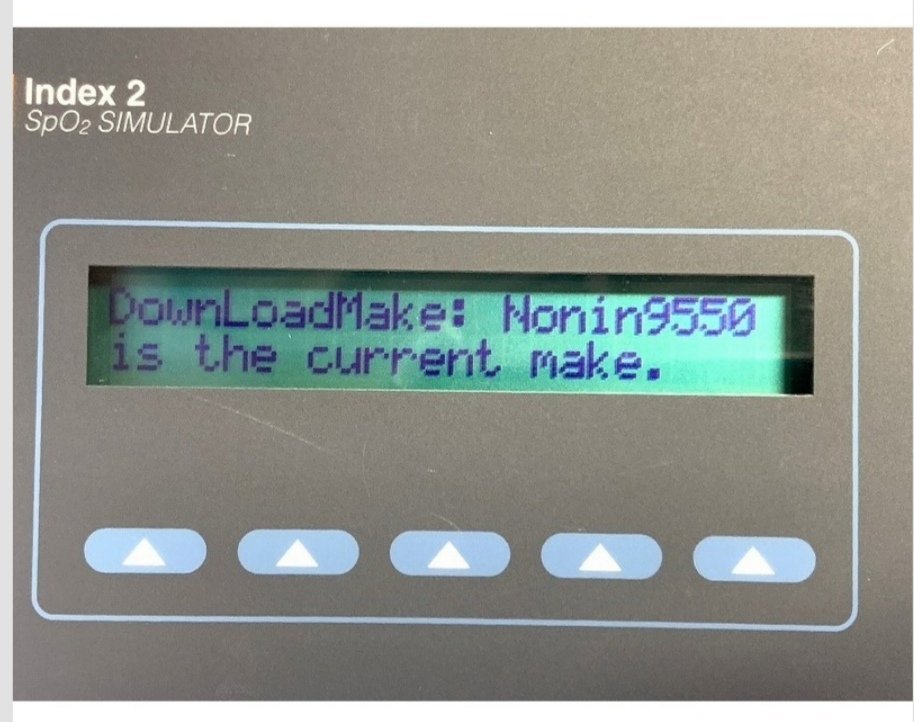 Index 2
SpO₂ SIMULATOR
DownLoadMake: Nonin9550
is the current make.